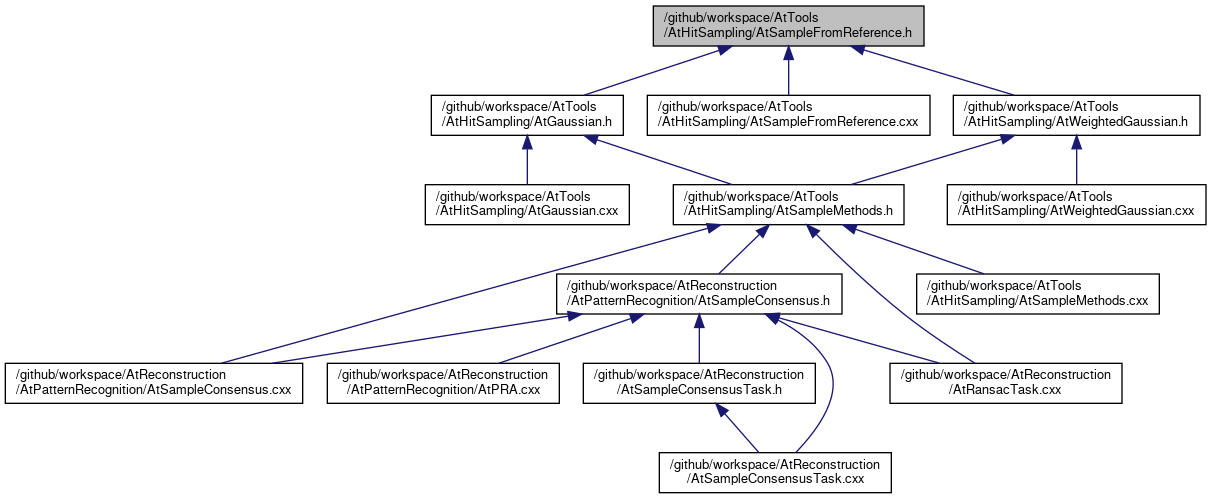 /github/workspace/AtTools
/AtHitSampling/AtSampleFromReference.h
/github/workspace/AtTools
/AtHitSampling/AtGaussian.h
/github/workspace/AtTools
/AtHitSampling/AtSampleFromReference.cxx
/github/workspace/AtTools
/AtHitSampling/AtWeightedGaussian.h
/github/workspace/AtTools
/AtHitSampling/AtGaussian.cxx
/github/workspace/AtTools
/AtHitSampling/AtSampleMethods.h
/github/workspace/AtTools
/AtHitSampling/AtWeightedGaussian.cxx
/github/workspace/AtReconstruction
/AtPatternRecognition/AtSampleConsensus.h
/github/workspace/AtTools
/AtHitSampling/AtSampleMethods.cxx
/github/workspace/AtReconstruction
/AtPatternRecognition/AtSampleConsensus.cxx
/github/workspace/AtReconstruction
/AtPatternRecognition/AtPRA.cxx
/github/workspace/AtReconstruction
/AtSampleConsensusTask.h
/github/workspace/AtReconstruction
/AtRansacTask.cxx
/github/workspace/AtReconstruction
/AtSampleConsensusTask.cxx